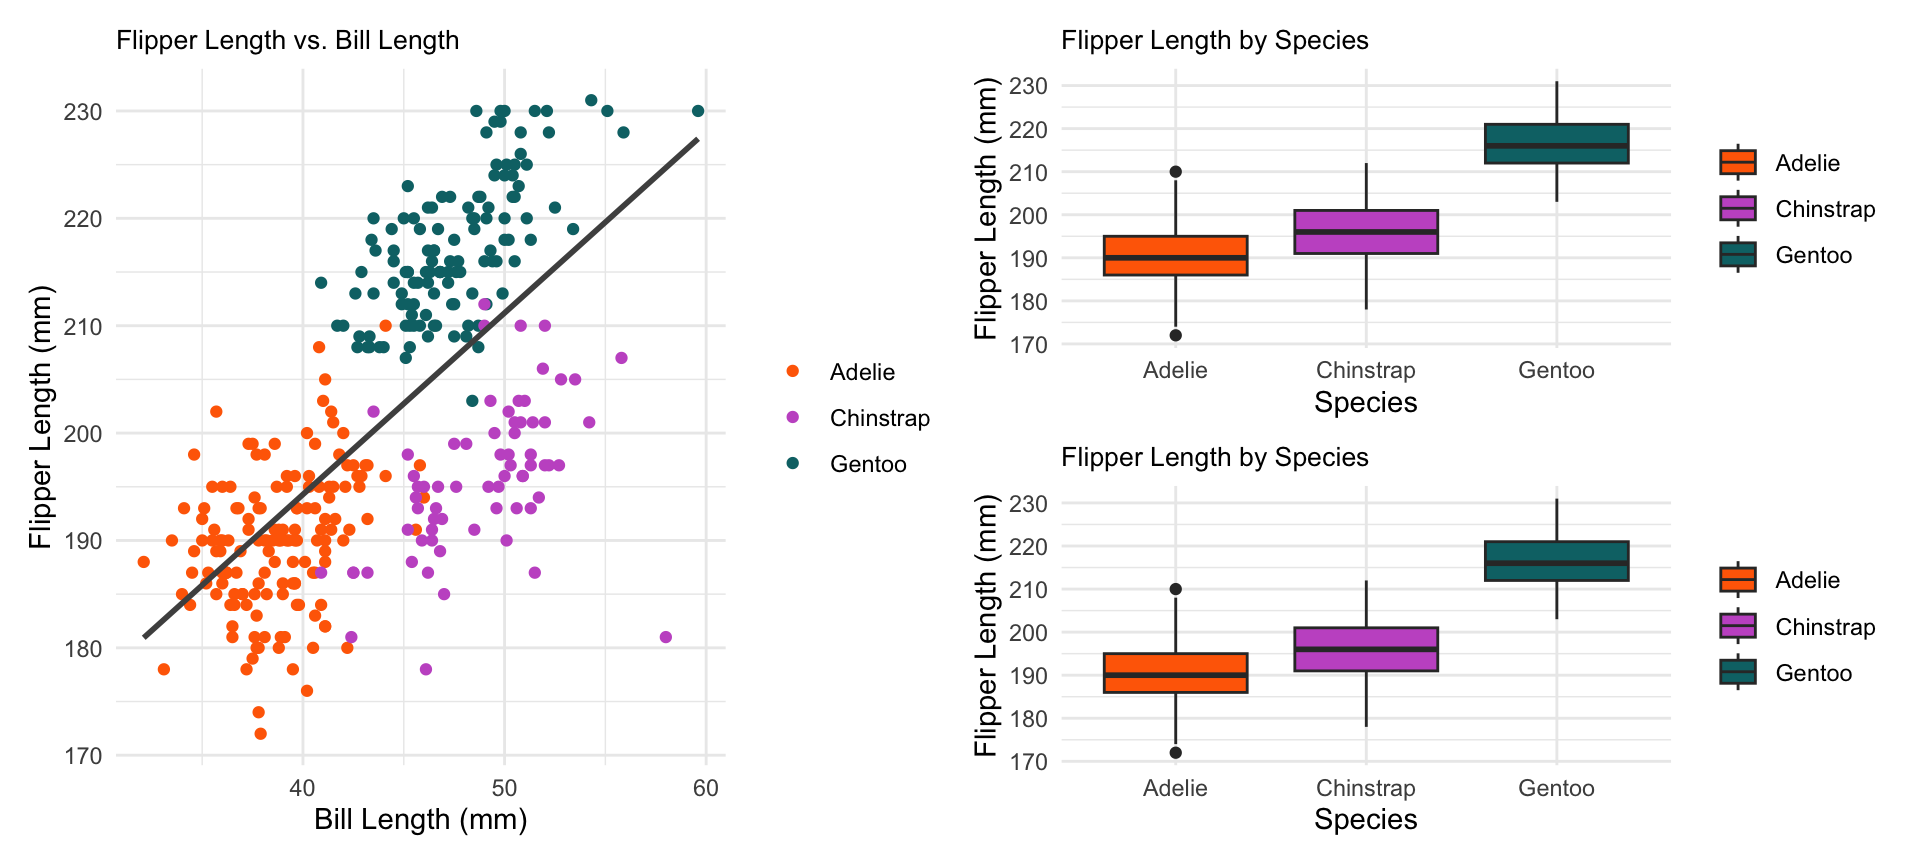 Flipper Length vs. Bill Length
Flipper Length (mm)
230
220
210
200
190
180
170
40 50 60
Bill Length (mm)
Adelie
Chinstrap
Gentoo
Flipper Length by Species
Flipper Length (mm)
230
220
210
200
190
180
170
Adelie Chinstrap Gentoo
Species
Adelie
Chinstrap
Gentoo
Flipper Length by Species
Flipper Length (mm)
230
220
210
200
190
180
170
Adelie Chinstrap Gentoo
Species
Adelie
Chinstrap
Gentoo